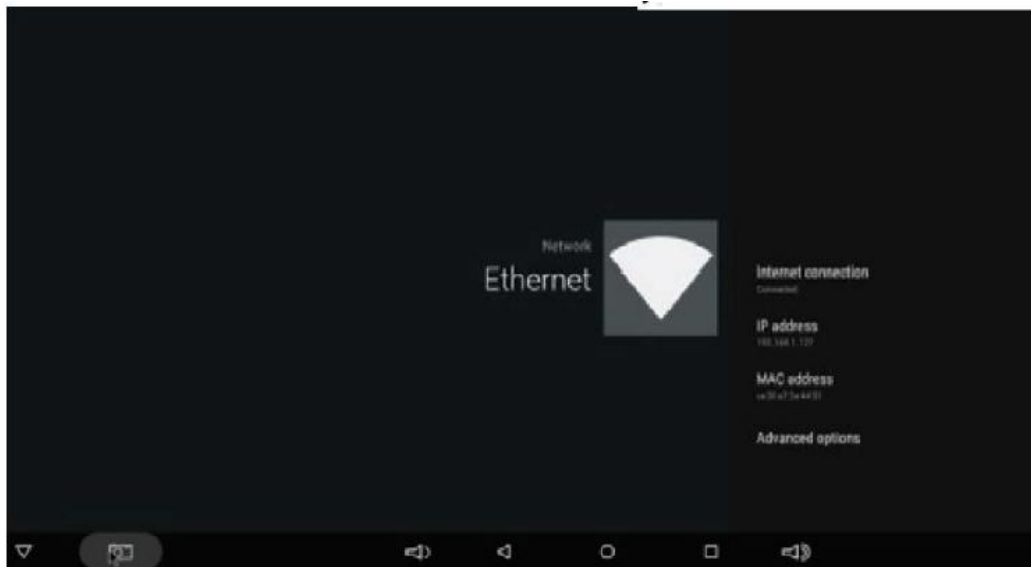 Network
Ethernet
Internet connection
Connected
IP address
MAC address
Advanced options